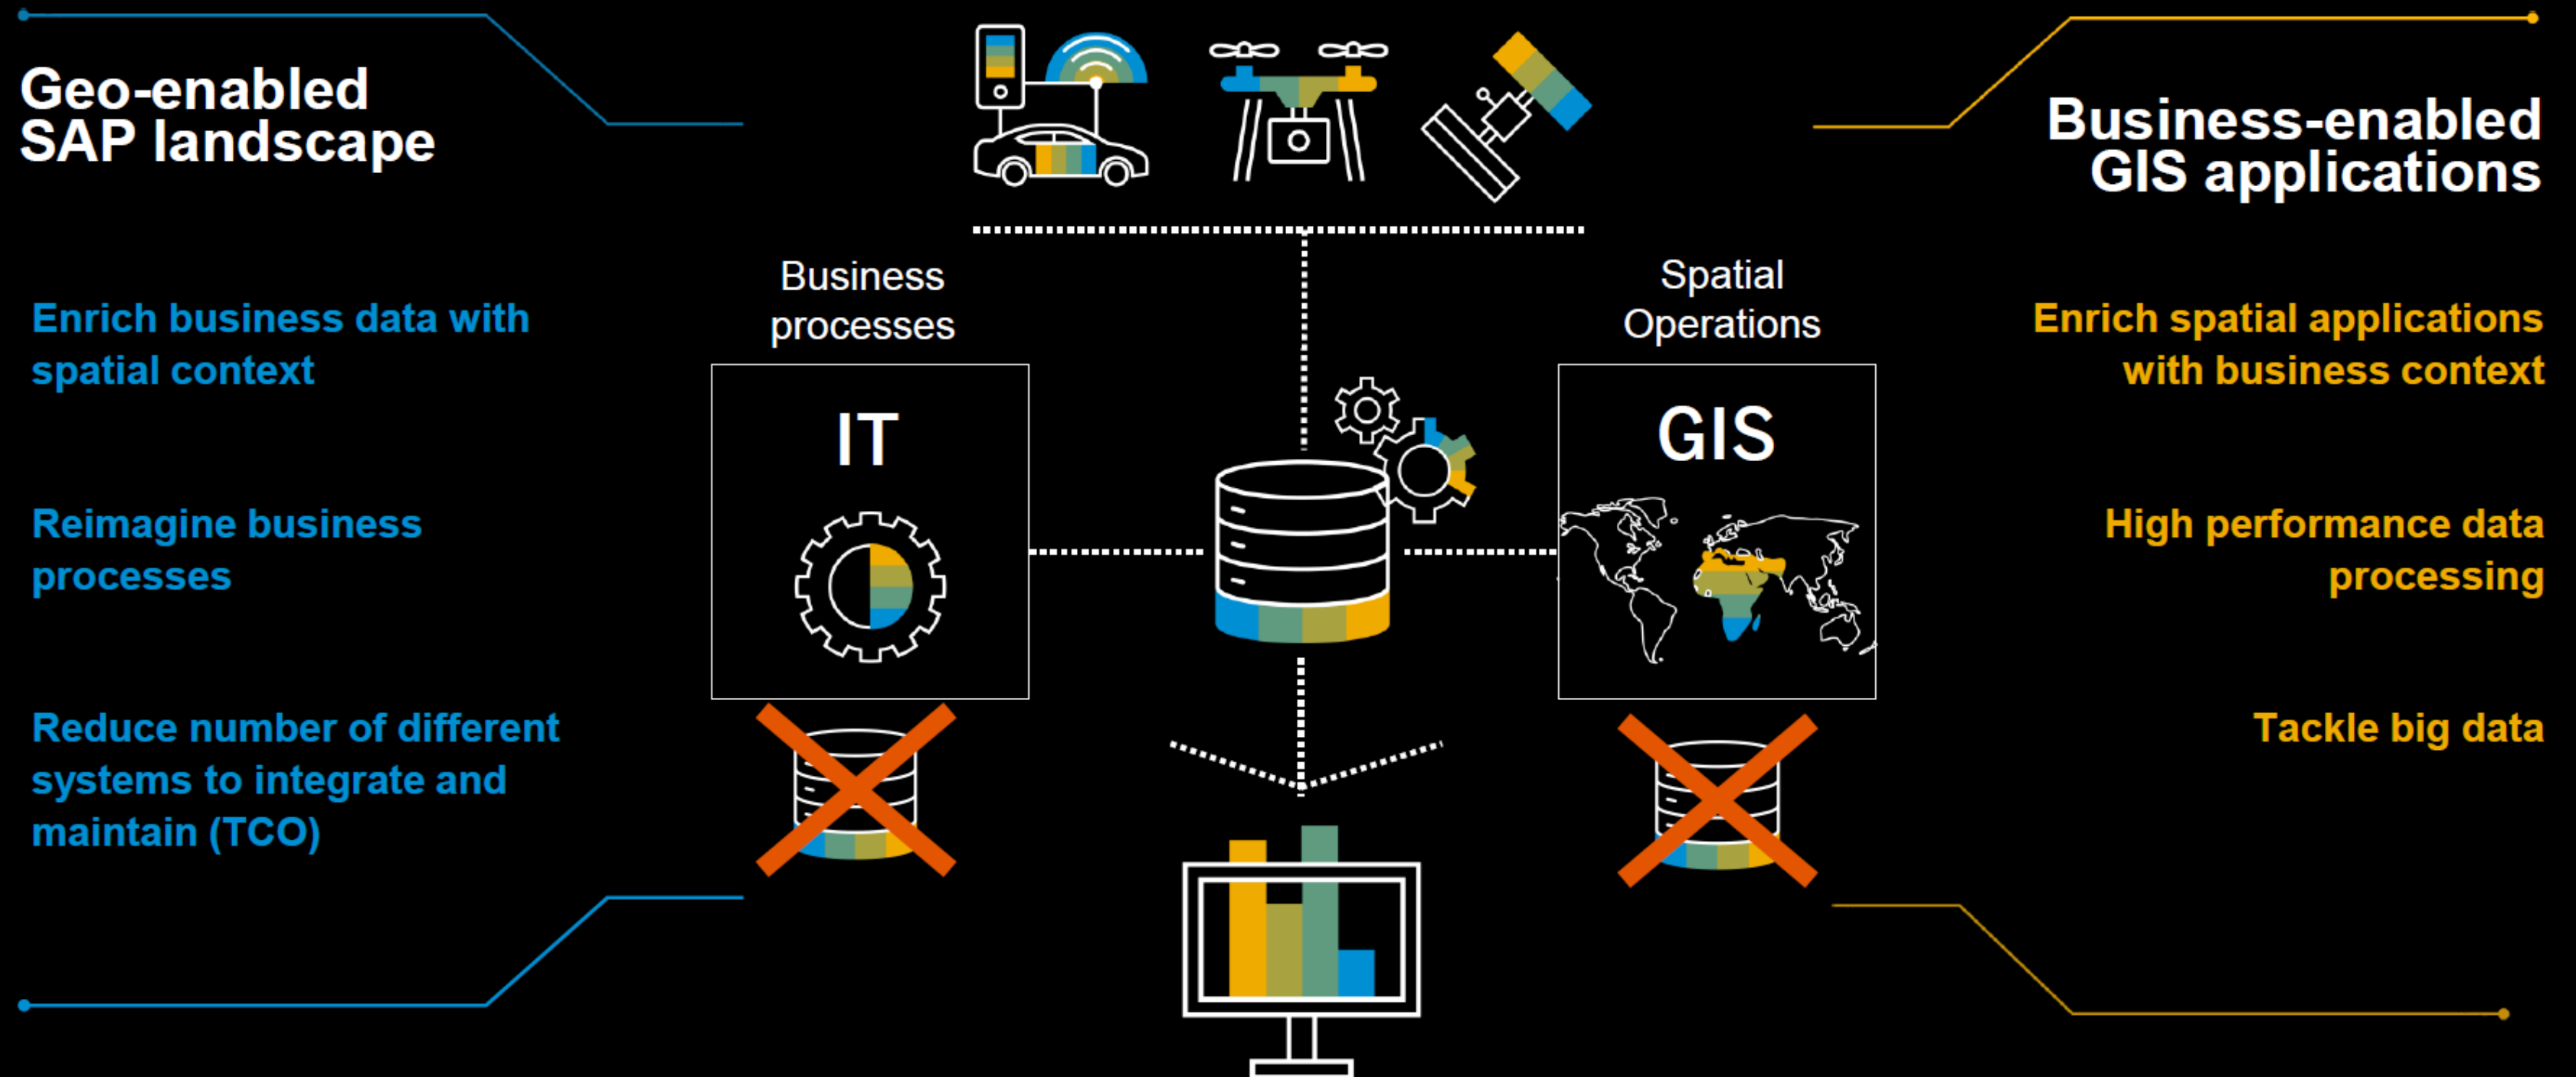 Geo-enabled
SAP landscape
Enrich business data with
spatial context
Reimagine business
processes
Reduce number of different
systems to integrate and
maintain (TCO)
Business
processes
IT
Spatial
Operations
GIS
Business-enabled
GIS applications
Enrich spatial applications
with business context
High performance data
processing
Tackle big data